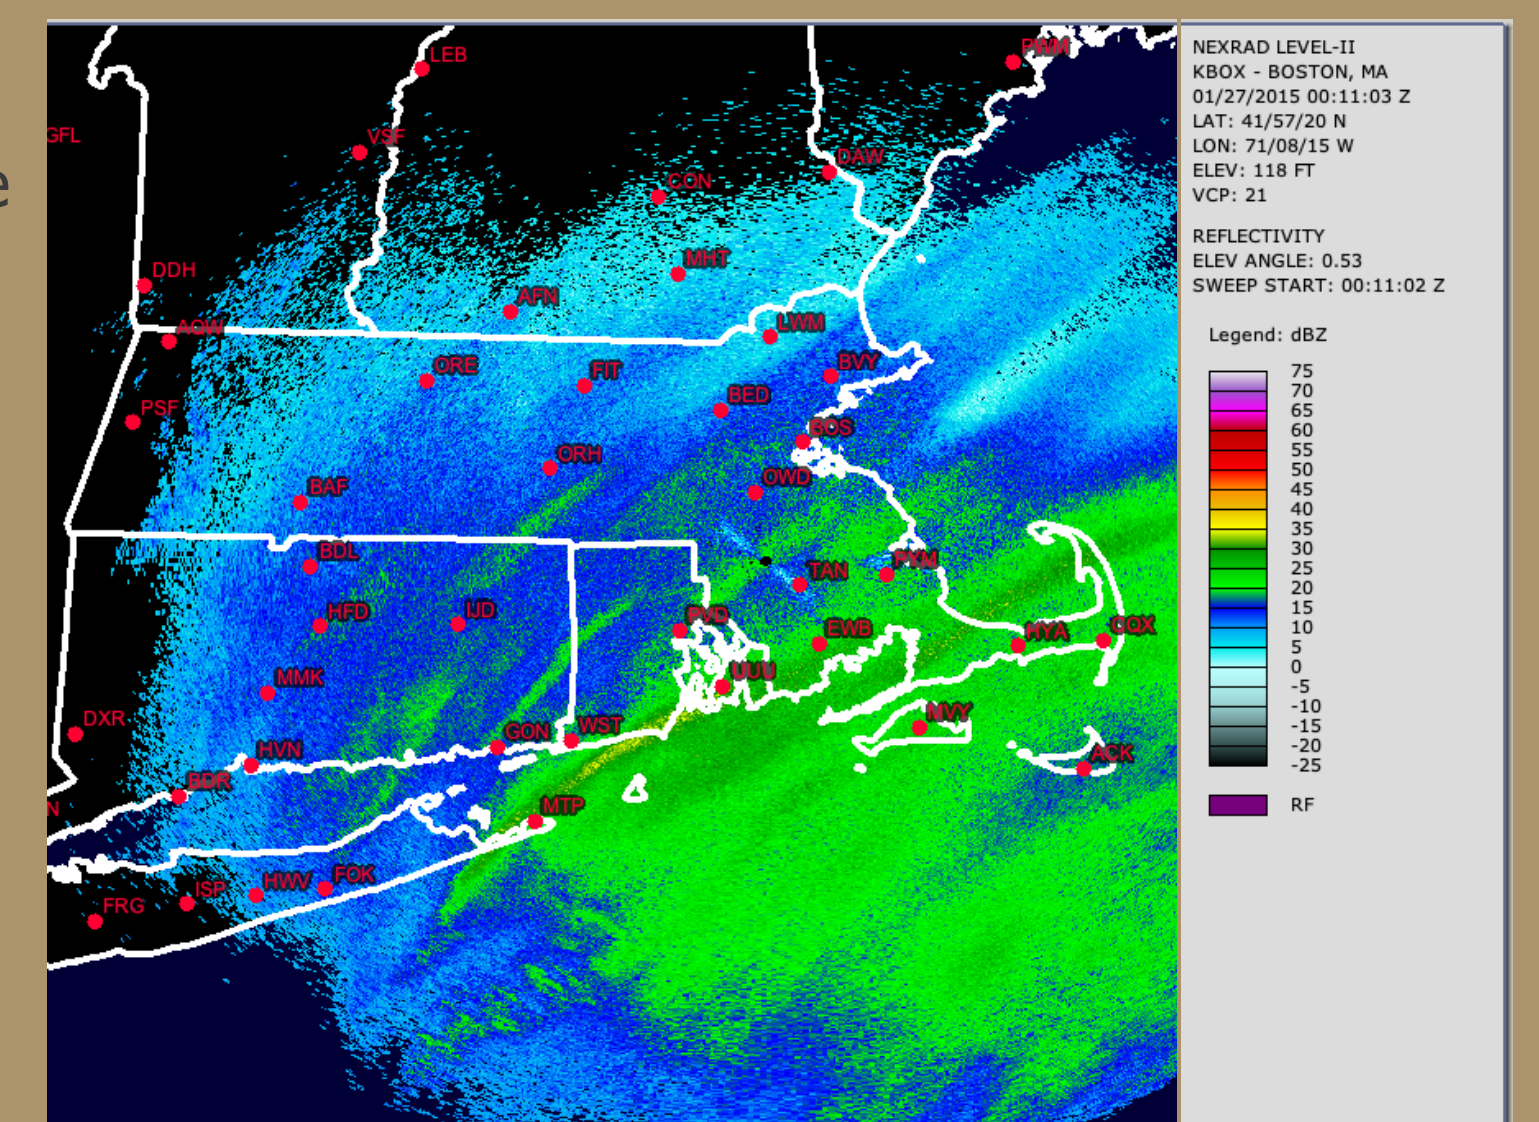 LEB
PWM
GFL
VSF
DAW
CON
MHT
DDH
AFN
AQW
LWM
ORE
FIT
BVY
BED
PSF
BOS
ORH
OWD
BAF
BDL
PYM
TAN
HFD
IJD
PVD
EWB
HYA
CQX
UUU
MMK
MVY
DXR
GON
WST
HVN
ACK
BDR
N
MTP
FOK
HWV
ISP
FRG
e
NEXRAD LEVEL-II
KBOX - BOSTON, MA
01/27/2015 00:11:03 Z
LAT: 41/57/20 N
LON: 71/08/15 W
ELEV: 118 FT
VCP: 21
REFLECTIVITY
ELEV ANGLE: 0.53
SWEEP START: 00:11:02 Z
Legend: dBZ
75
70
65
60
55
50
45
40
35
30
25
20
15
10
5
0
-5
-10
-15
-20
-25
RF